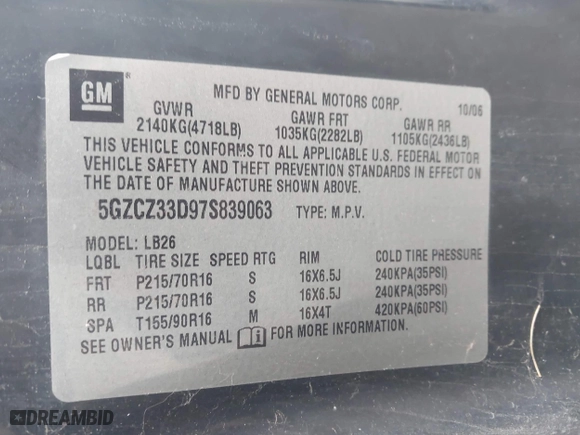 GM
MFD BY GENERAL MOTORS CORP. 10/06
GVWR GAWR FRT GAWR RR
2140KG(4718LB) 1035KG(2282LB) 1105KG(2436LB)
THIS VEHICLE CONFORMS TO ALL APPLICABLE U.S. FEDERAL MOTOR
VEHICLE SAFETY AND THEFT PREVENTION STANDARDS IN EFFECT ON
THE DATE OF MANUFACTURE SHOWN ABOVE.
5GZCZ33D97S839063 TYPE: M.P.V.
MODEL: LB26
LQBL TIRE SIZE SPEED RTG RIM COLD TIRE PRESSURE
FRT P215/70R16 S 16X6.5J 240KPA(35PSI)
RR P215/70R16 S 16X6.5J 240KPA(35PSI)
SPA T155/90R16 M 16X4T 420KPA(60PSI)
SEE OWNER'S MANUAL FOR MORE INFORMATION.
DREAMBID